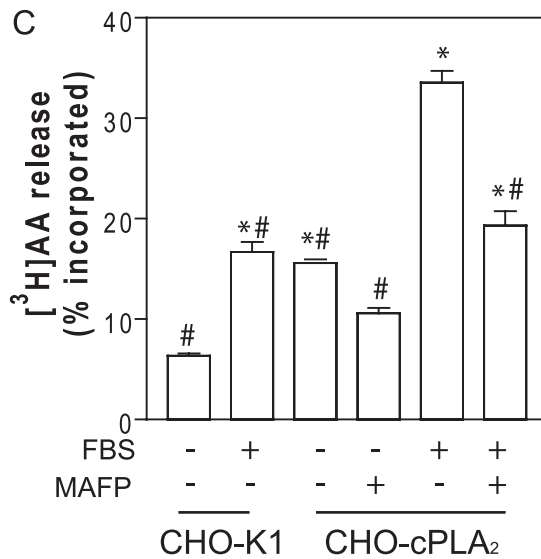 C
[³H]AA release
(% incorporated)
40
30
20
10
0
#
*#
*#
#
*
*#
FBS - + - - + +
MAFP - - - + - +
CHO-K1 CHO-cPLA₂